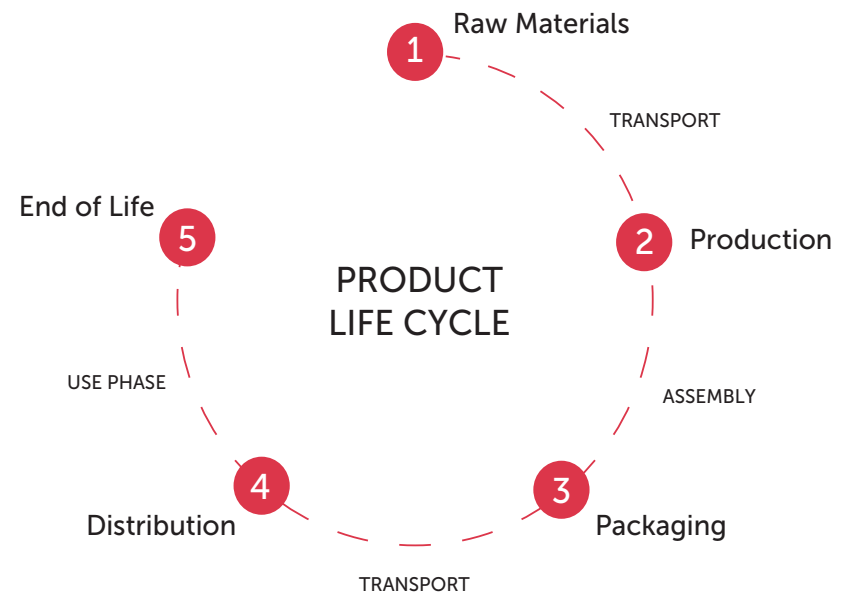 1
Raw Materials
TRANSPORT
2
Production
ASSEMBLY
3
Packaging
TRANSPORT
4
Distribution
USE PHASE
5
End of Life
PRODUCT
LIFE CYCLE